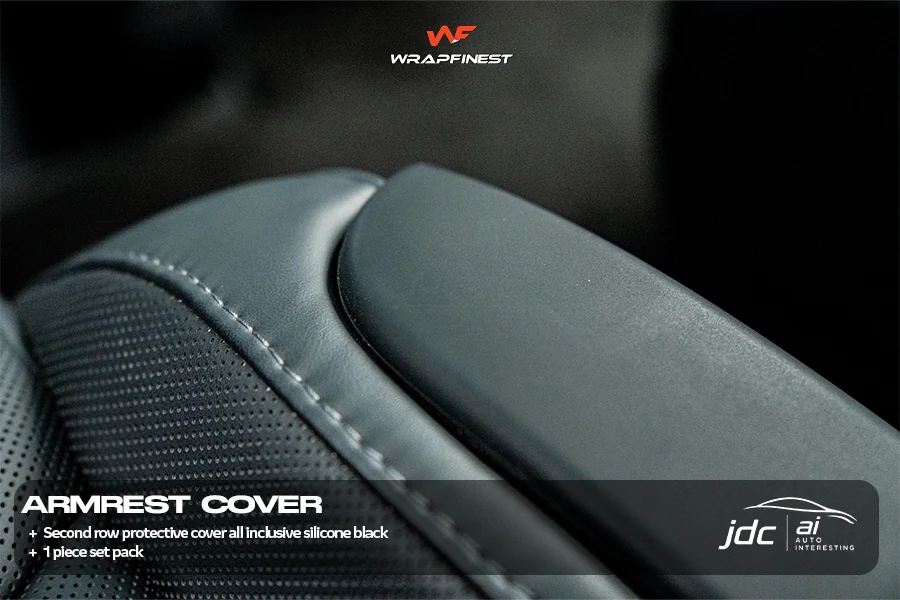 WRAPFINEST
ARMREST COVER
+ Second row protective cover all inclusive silicone black
+ 1 piece set pack
jdc | ai
AUTO
INTERESTING